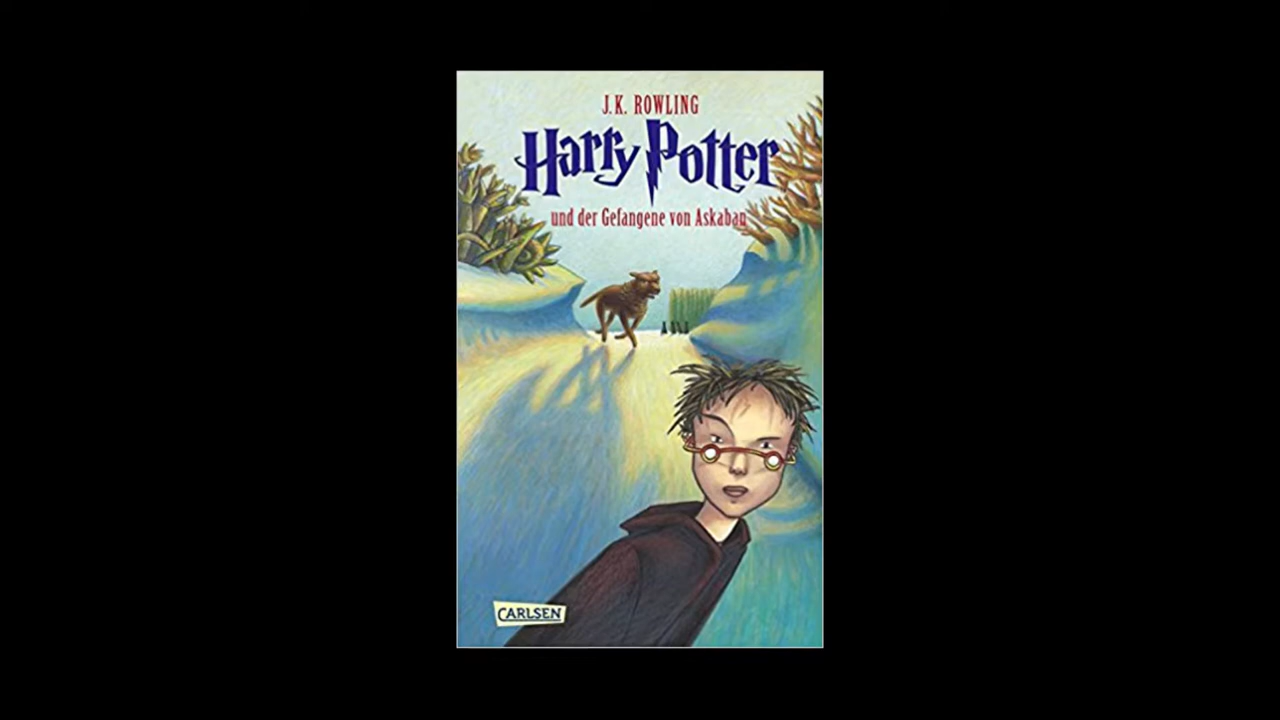 J.K. ROWLING
Harry Potter
und der Gefangene von Askaban
CARLSEN